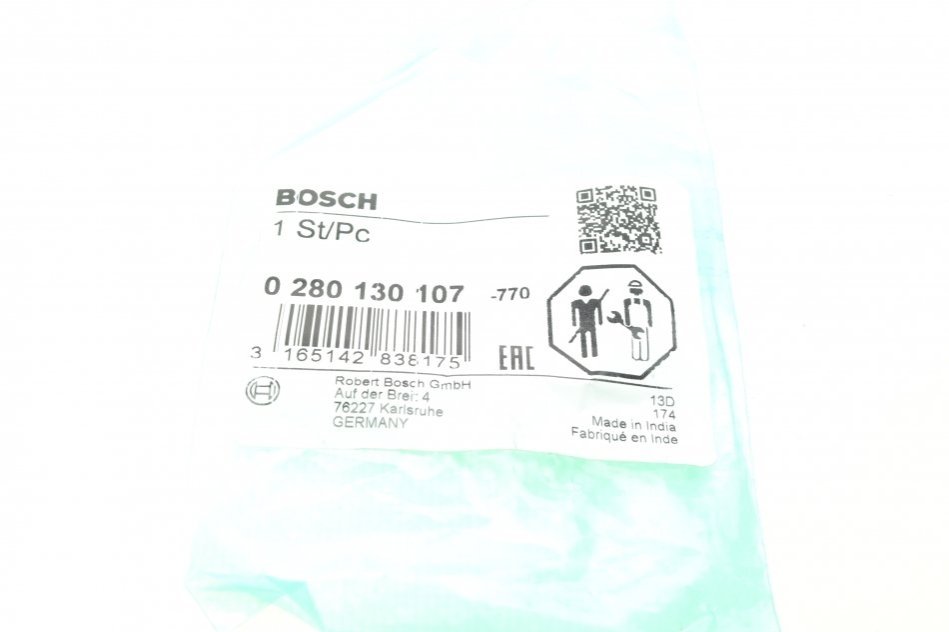 BOSCH
1 St/Pc
0 280 130 107 -770
3 165142 838175
EAC
Robert Bosch GmbH
Auf der Brei: 4
76227 Karlsruhe
GERMANY
13D
174
Made in India
Fabriqué en Inde